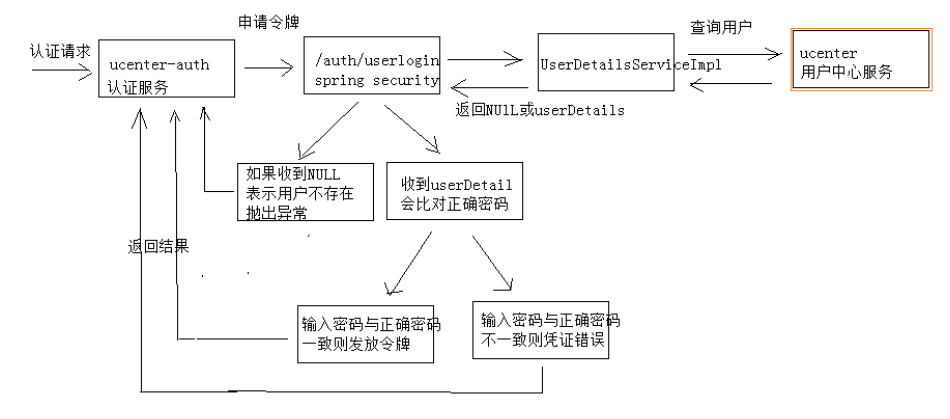 申请令牌
认证请求
ucenter-auth
认证服务
/auth/userlogin
spring security
UserDetailsServiceImpl
查询用户
ucenter
用户中心服务
返回NUlL或userDetails
如果收到NULL
表示用户不存在
抛出异常
收到userDetail
会比对正确密码
返回结果
输入密码与正确密码
一致则发放令牌
输入密码与正确密码
不一致则凭证错误